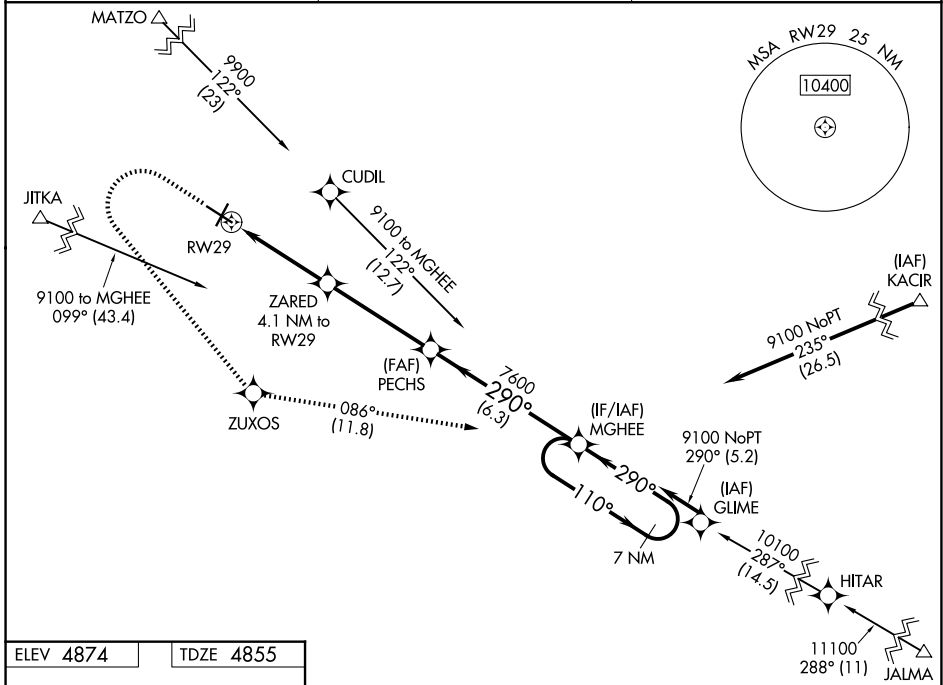 MATZO
9900
122°
(23)
MSA RW29 25 NM
10400
CUDIL
JITKA
RW29
9100 to MGHEE
122°
(12.7)
(IAF)
KACIR
9100 to MGHEE
099° (43.4)
ZARED
4.1 NM to
RW29
9100 NoPT
235°
(26.5)
(FAF)
PECHS
7600
290°
(6.3)
(IF/IAF)
MGHEE
ZUXOS
086°
(11.8)
9100 NoPT
290° (5.2)
290°
(IAF)
GLIME
110°
7 NM
10100
287°
(14.5)
HITAR
11100
288° (11)
JALMA
ELEV 4874
TDZE 4855